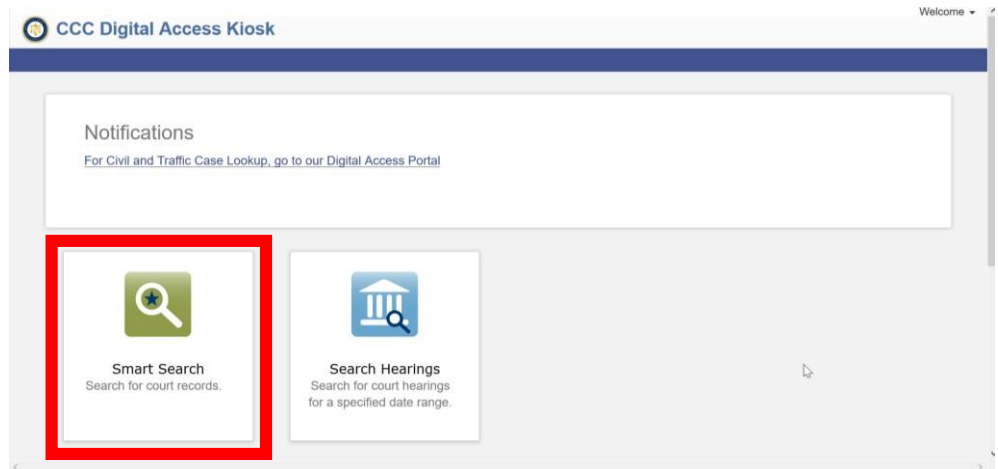 Welcome
CCC Digital Access Kiosk
Notifications
For Civil and Traffic Case Lookup, go to our Digital Access Portal
Smart Search
Search for court records.
Search Hearings
Search for court hearings
for a specified date range.